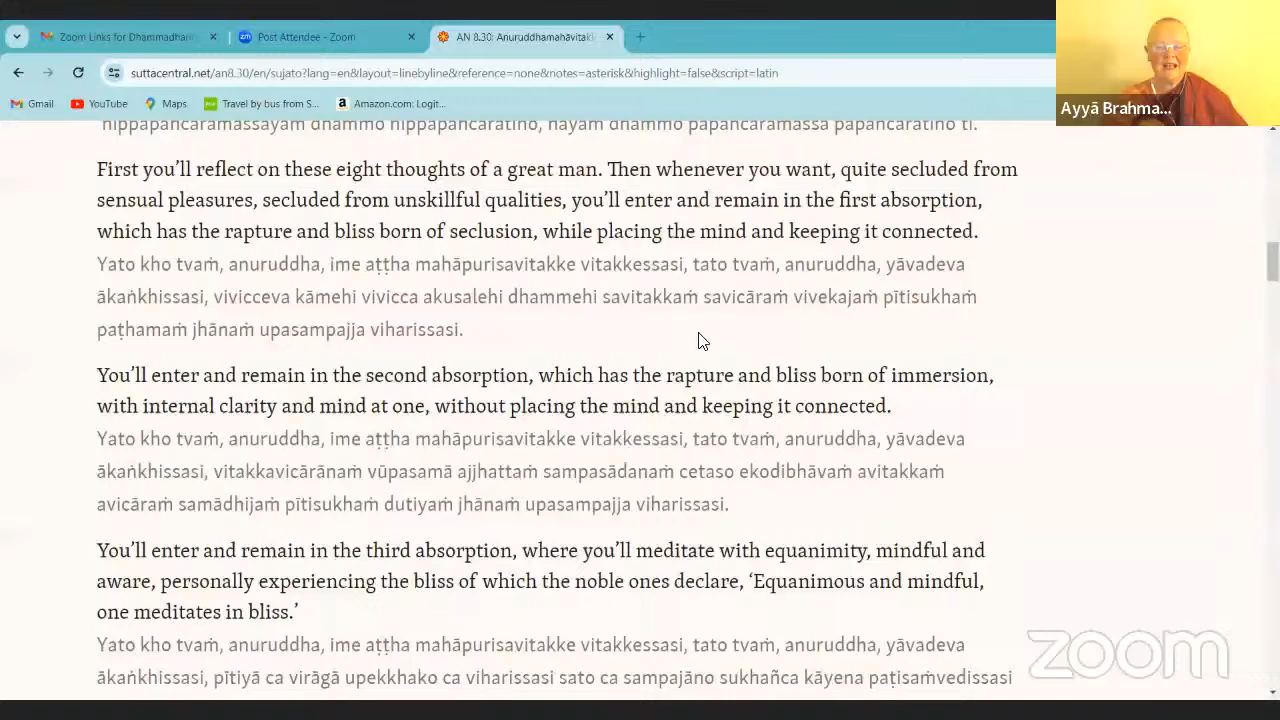 Zoom Links for Dhammadhari
Post Attendee - Zoom
AN 8.30: Anuruddhamahāvitakk
suttacentral.net/an8.30/en/sujato?lang=en&layout=linebyline&reference=none&notes=asterisk&highlight=false&script=latin
Gmail
YouTube
Maps
Travel by bus from S...
Amazon.com: Logit...
Ayyā Brahma...
nippapañcārāmassāyaṁ dhammo nippapañcaratino, nāyaṁ dhammo papañcārāmassa papañcaratino'ti.
First you’ll reflect on these eight thoughts of a great man. Then whenever you want, quite secluded from
sensual pleasures, secluded from unskillful qualities, you’ll enter and remain in the first absorption,
which has the rapture and bliss born of seclusion, while placing the mind and keeping it connected.
Yato kho tvaṁ, anuruddha, ime aṭṭha mahāpurisavitakke vitakkessasi, tato tvaṁ, anuruddha, yāvadeva
ākaṅkhissasi, vivicceva kāmehi vivicca akusalehi dhammehi savitakkaṁ savicāraṁ vivekajaṁ pītisukhaṁ
paṭhamaṁ jhānaṁ upasampajja viharissasi.
You’ll enter and remain in the second absorption, which has the rapture and bliss born of immersion,
with internal clarity and mind at one, without placing the mind and keeping it connected.
Yato kho tvaṁ, anuruddha, ime aṭṭha mahāpurisavitakke vitakkessasi, tato tvaṁ, anuruddha, yāvadeva
ākaṅkhissasi, vitakkavicārānaṁ vūpasamā ajjhattaṁ sampasādanaṁ cetaso ekodibhāvaṁ avitakkaṁ
avicāraṁ samādhijaṁ pītisukhaṁ dutiyaṁ jhānaṁ upasampajja viharissasi.
You’ll enter and remain in the third absorption, where you’ll meditate with equanimity, mindful and
aware, personally experiencing the bliss of which the noble ones declare, ‘Equanimous and mindful,
one meditates in bliss.’
Yato kho tvaṁ, anuruddha, ime aṭṭha mahāpurisavitakke vitakkessasi, tato tvaṁ, anuruddha, yāvadeva
ākaṅkhissasi, pītiyā ca virāgā upekkhako ca viharissasi sato ca sampajāno sukhañca kāyena paṭisaṁvedissasi
zoom